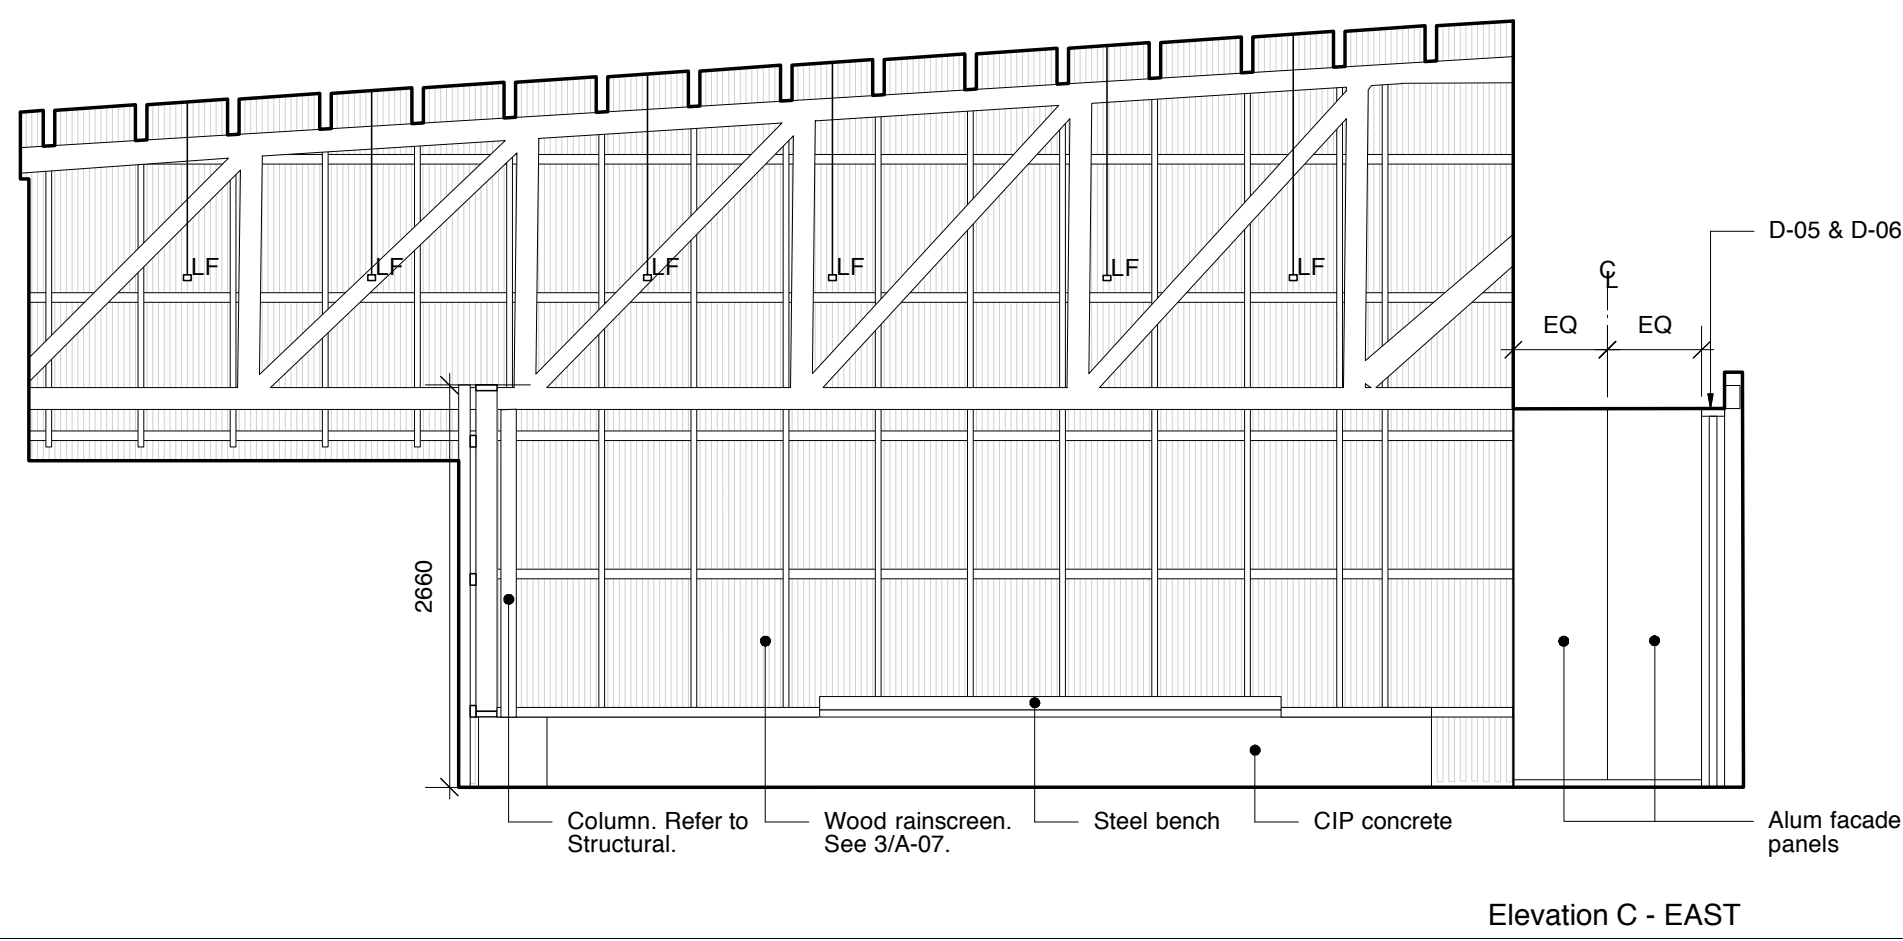 D-05 & D-06
LF
LF
LF
LF
LF
LF
CL
EQ
EQ
2660
Column. Refer to
Structural.
Wood rainscreen.
See 3/A-07.
Steel bench
CIP concrete
Alum facade
panels
Elevation C - EAST